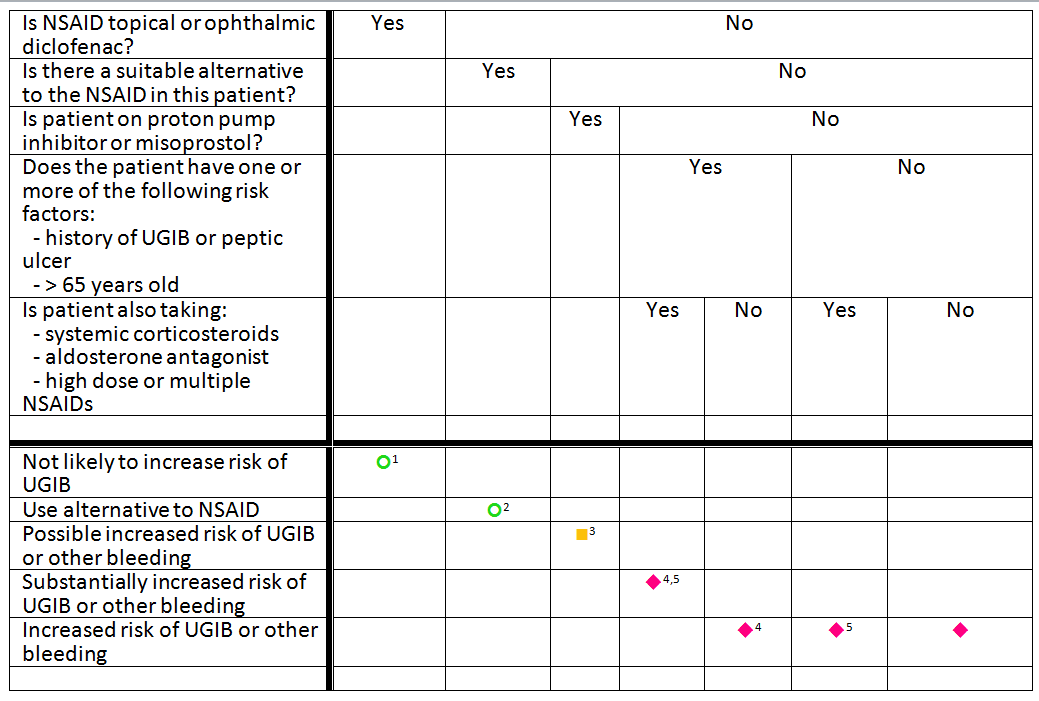 Is NSAID topical or ophthalmic
diclofenac?
Yes
No
Is there a suitable alternative
to the NSAID in this patient?
Yes
No
Is patient on proton pump
inhibitor or misoprostol?
Yes
No
Does the patient have one or
more of the following risk
factors:
- history of UGIB or peptic
ulcer
- > 65 years old
Yes
No
Is patient also taking:
- systemic corticosteroids
- aldosterone antagonist
- high dose or multiple
NSAIDs
Yes
No
Yes
No
Not likely to increase risk of
UGIB
1
Use alternative to NSAID
2
Possible increased risk of UGIB
or other bleeding
3
Substantially increased risk of
UGIB or other bleeding
4,5
Increased risk of UGIB or other
bleeding
4
5